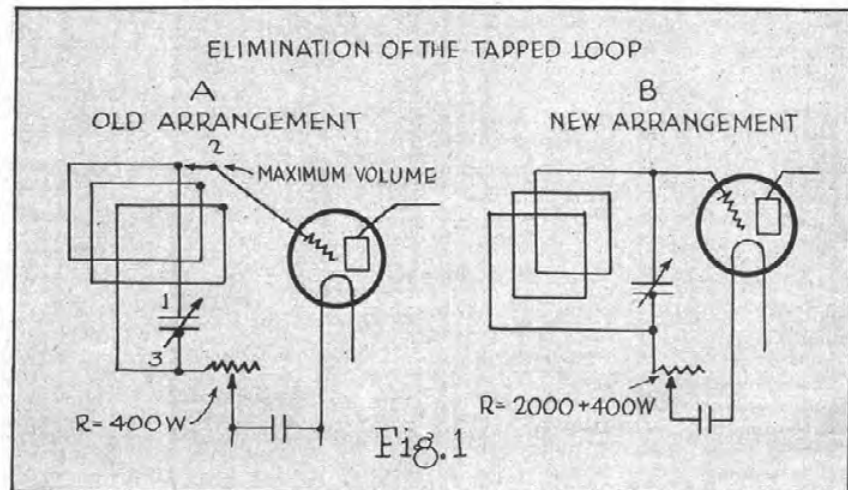 ELIMINATION OF THE TAPPED LOOP
A
OLD ARRANGEMENT
2
MAXIMUM VOLUME
1
3
R=400W
B
NEW ARRANGEMENT
R=2000+400W
Fig.1